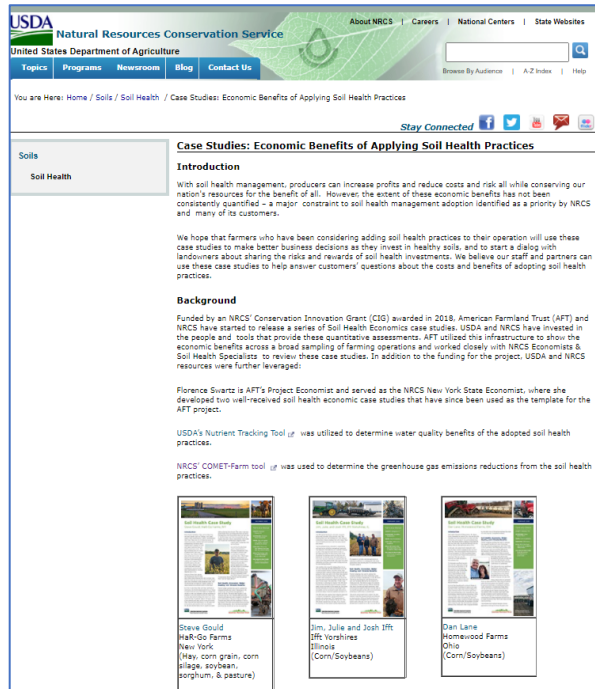 USDA
Natural Resources Conservation Service
United States Department of Agriculture
About NRCS | Careers | National Centers | State Websites
Browse By Audience | A-Z Index | Help
Topics Programs Newsroom Blog Contact Us
You are Here: Home / Soils / Soil Health / Case Studies: Economic Benefits of Applying Soil Health Practices
Stay Connected
Soils
Soil Health
Case Studies: Economic Benefits of Applying Soil Health Practices
Introduction
With soil health management, producers can increase profits and reduce costs and risk all while conserving our
nation's resources for the benefit of all. However, the extent of these economic benefits has not been
consistently quantified – a major constraint to soil health management adoption identified as a priority by NRCS
and many of its customers.
We hope that farmers who have been considering adding soil health practices to their operation will use these
case studies to make better business decisions as they invest in healthy soils, and to start a dialog with
landowners about sharing the risks and rewards of soil health investments. We believe our staff and partners can
use these case studies to help answer customers' questions about the costs and benefits of adopting soil health
practices.
Background
Funded by an NRCS' Conservation Innovation Grant (CIG) awarded in 2018, American Farmland Trust (AFT) and
NRCS have started to release a series of Soil Health Economics case studies. USDA and NRCS have invested in
the people and tools that provide these quantitative assessments. AFT utilized this infrastructure to show the
economic benefits across a broad sampling of farming operations and worked closely with NRCS Economists &
Soil Health Specialists to review these case studies. In addition to the funding for the project, USDA and NRCS
resources were further leveraged:
Florence Swartz is AFT's Project Economist and served as the NRCS New York State Economist, where she
developed two well-received soil health economic case studies that have since been used as the template for the
AFT project.
USDA's Nutrient Tracking Tool was utilized to determine water quality benefits of the adopted soil health
practices.
NRCS' COMET-Farm tool was used to determine the greenhouse gas emissions reductions from the soil health
practices.
Soil Health Case Study
Soil Health Case Study
Soil Health Case Study
Steve Gould
HaR-Go Farms
New York
(Hay, corn grain, corn
silage, soybean,
sorghum, & pasture)
Jim, Julie and Josh Ifft
Ifft Yorshires
Illinois
(Corn/Soybeans)
Dan Lane
Homewood Farms
Ohio
(Corn/Soybeans)